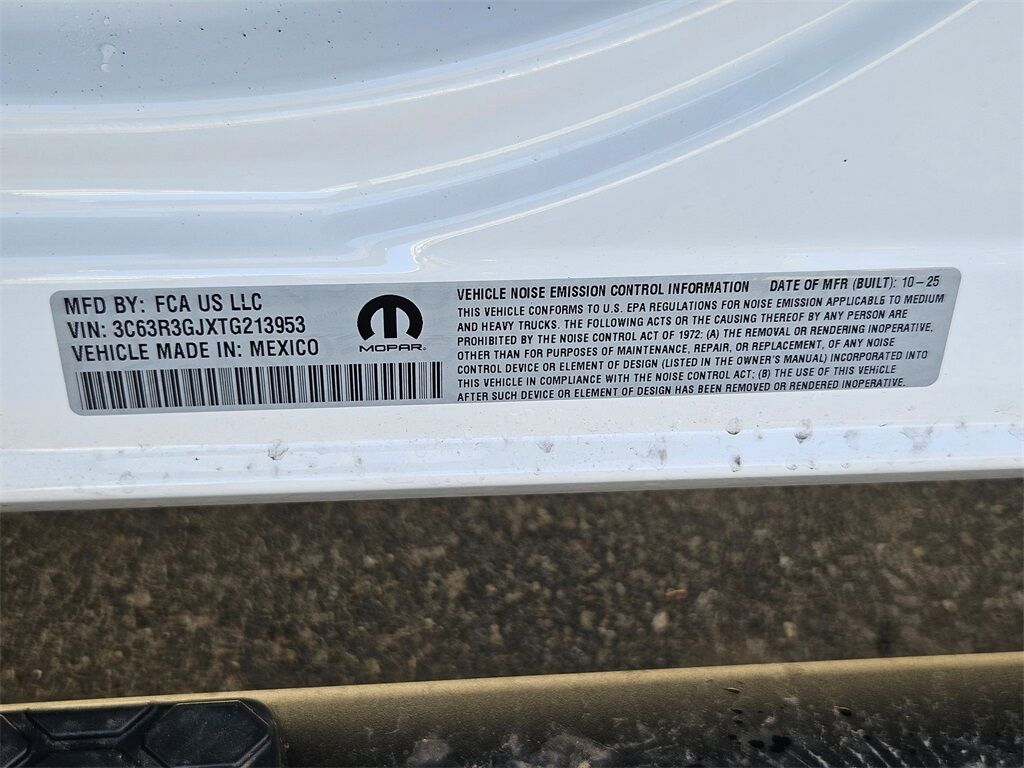 MFD BY: FCA US LLC
VIN: 3C63R3GJXTG213953
VEHICLE MADE IN: MEXICO
MOPAR
VEHICLE NOISE EMISSION CONTROL INFORMATION DATE OF MFR (BUILT): 10-25
THIS VEHICLE CONFORMS TO U.S. EPA REGULATIONS FOR NOISE EMISSION APPLICABLE TO MEDIUM
AND HEAVY TRUCKS. THE FOLLOWING ACTS OR THE CAUSING THEREOF BY ANY PERSON ARE
PROHIBITED BY THE NOISE CONTROL ACT OF 1972: (A) THE REMOVAL OR RENDERING INOPERATIVE,
OTHER THAN FOR PURPOSES OF MAINTENANCE, REPAIR, OR REPLACEMENT, OF ANY NOISE
CONTROL DEVICE OR ELEMENT OF DESIGN (LISTED IN THE OWNER'S MANUAL) INCORPORATED INTO
THIS VEHICLE IN COMPLIANCE WITH THE NOISE CONTROL ACT; (B) THE USE OF THIS VEHICLE
AFTER SUCH DEVICE OR ELEMENT OF DESIGN HAS BEEN REMOVED OR RENDERED INOPERATIVE.